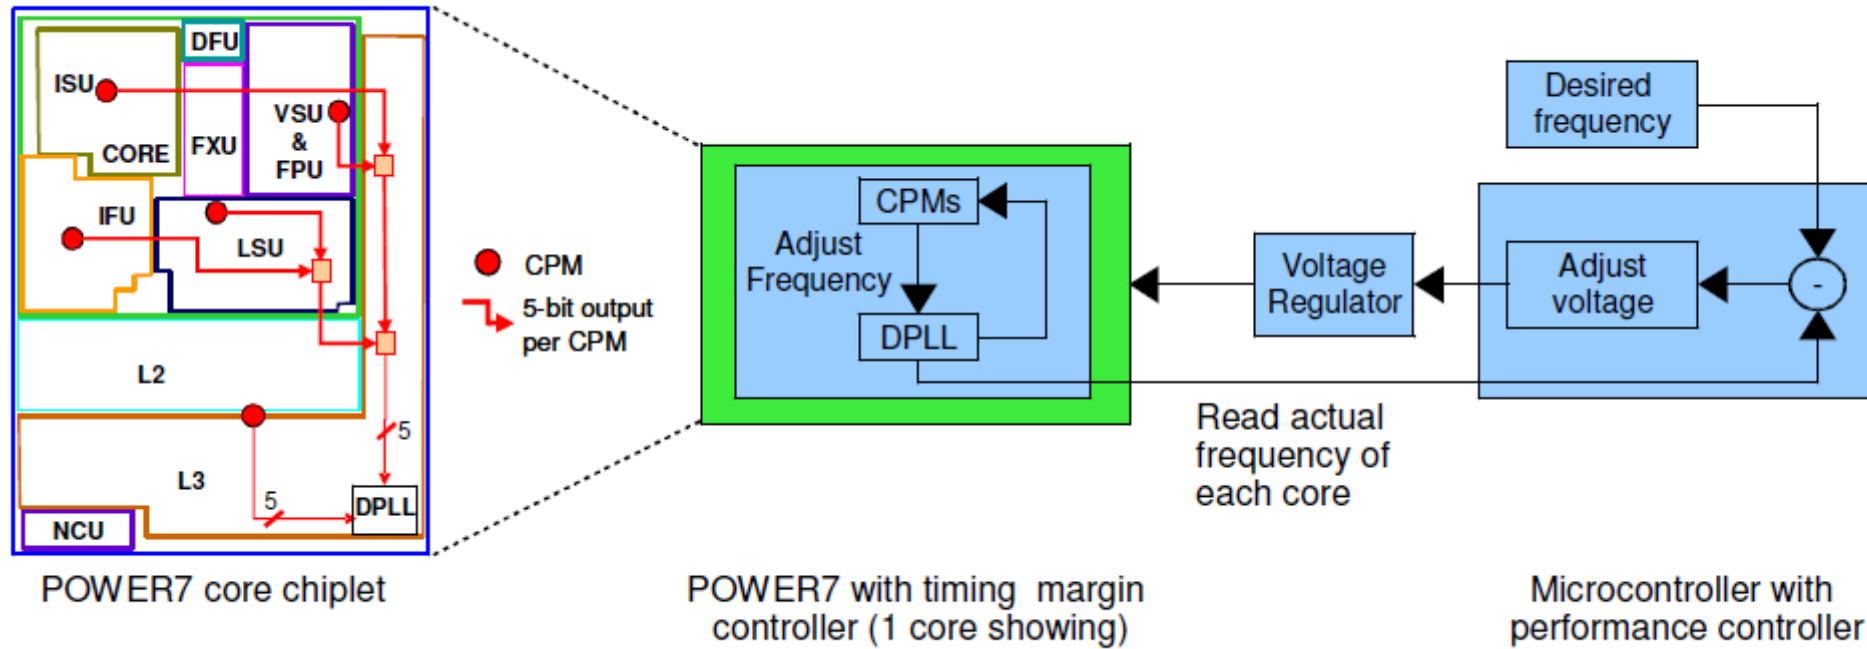 DFU
ISU
VSU
&
FPU
FXU
CORE
IFU
LSU
L2
5
L3
5
DPLL
NCU
CPM
5-bit output
per CPM
POWER7 core chiplet
CPMs
Adjust
Frequency
DPLL
Voltage
Regulator
Read actual
frequency of
each core
POWER7 with timing margin
controller (1 core showing)
Desired
frequency
Adjust
voltage
-
Microcontroller with
performance controller